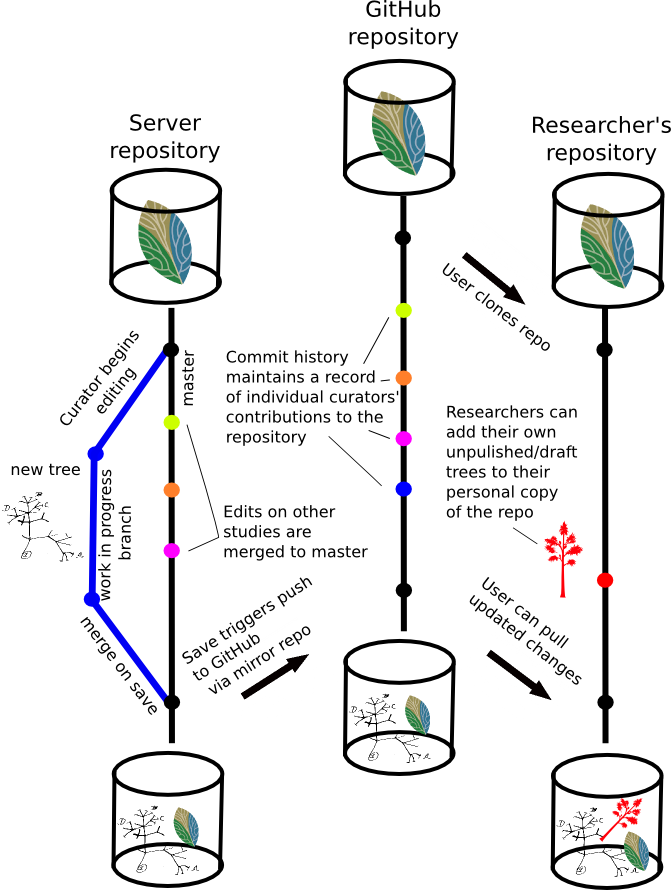 GitHub
repository
Server
repository
Researcher's
repository
User clones repo
Curator begins
editing
master
Commit history
maintains a record
of individual curators'
contributions to the
repository
Researchers can
add their own
unpulished/draft
trees to their
personal copy
of the repo
new tree
work in progress
branch
Edits on other
studies are
merged to master
merge on save
Save triggers push
to GitHub
via mirror repo
User can pull
updated changes